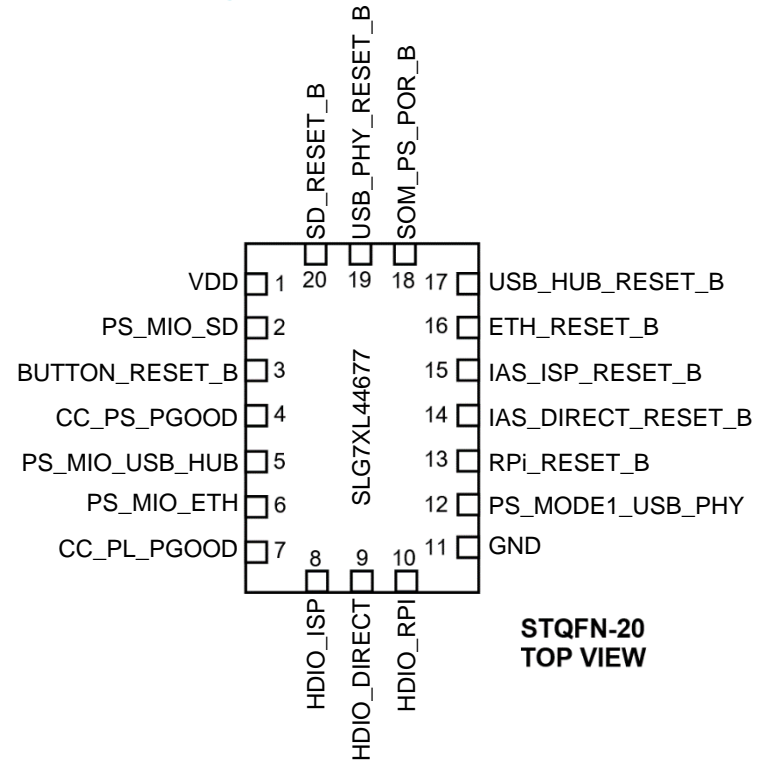 SD_RESET_B
USB_PHY_RESET_B
SOM_PS_POR_B
20
19
18
VDD
1
17
USB_HUB_RESET_B
PS_MIO_SD
2
16
ETH_RESET_B
BUTTON_RESET_B
3
15
IAS_ISP_RESET_B
CC_PS_PGOOD
4
14
IAS_DIRECT_RESET_B
PS_MIO_USB_HUB
5
13
RPi_RESET_B
PS_MIO_ETH
6
12
PS_MODE1_USB_PHY
CC_PL_PGOOD
7
11
GND
SLG7XL44677
8
9
10
HDIO_ISP
HDIO_DIRECT
HDIO_RPI
STQFN-20
TOP VIEW